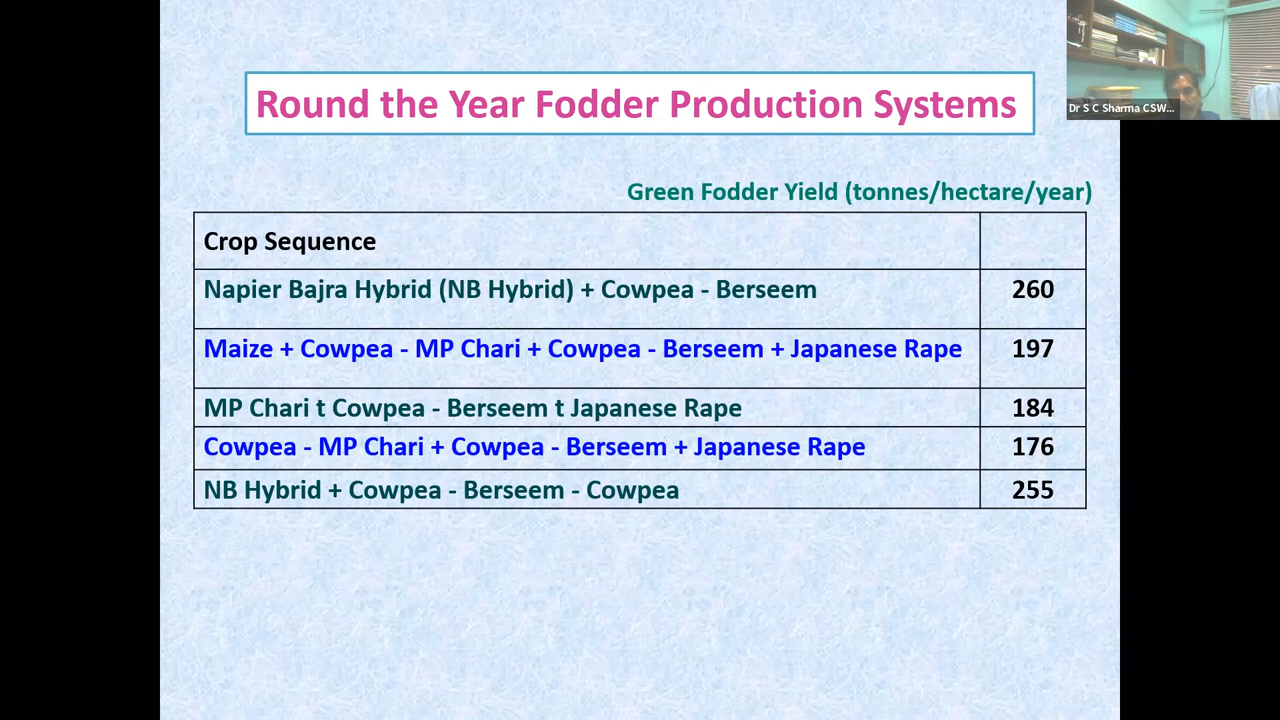 Round the Year Fodder Production Systems
Dr S C Sharma CSW...
Green Fodder Yield (tonnes/hectare/year)
Crop Sequence
Napier Bajra Hybrid (NB Hybrid) + Cowpea - Berseem 260
Maize + Cowpea - MP Chari + Cowpea - Berseem + Japanese Rape 197
MP Chari t Cowpea - Berseem t Japanese Rape 184
Cowpea - MP Chari + Cowpea - Berseem + Japanese Rape 176
NB Hybrid + Cowpea - Berseem - Cowpea 255